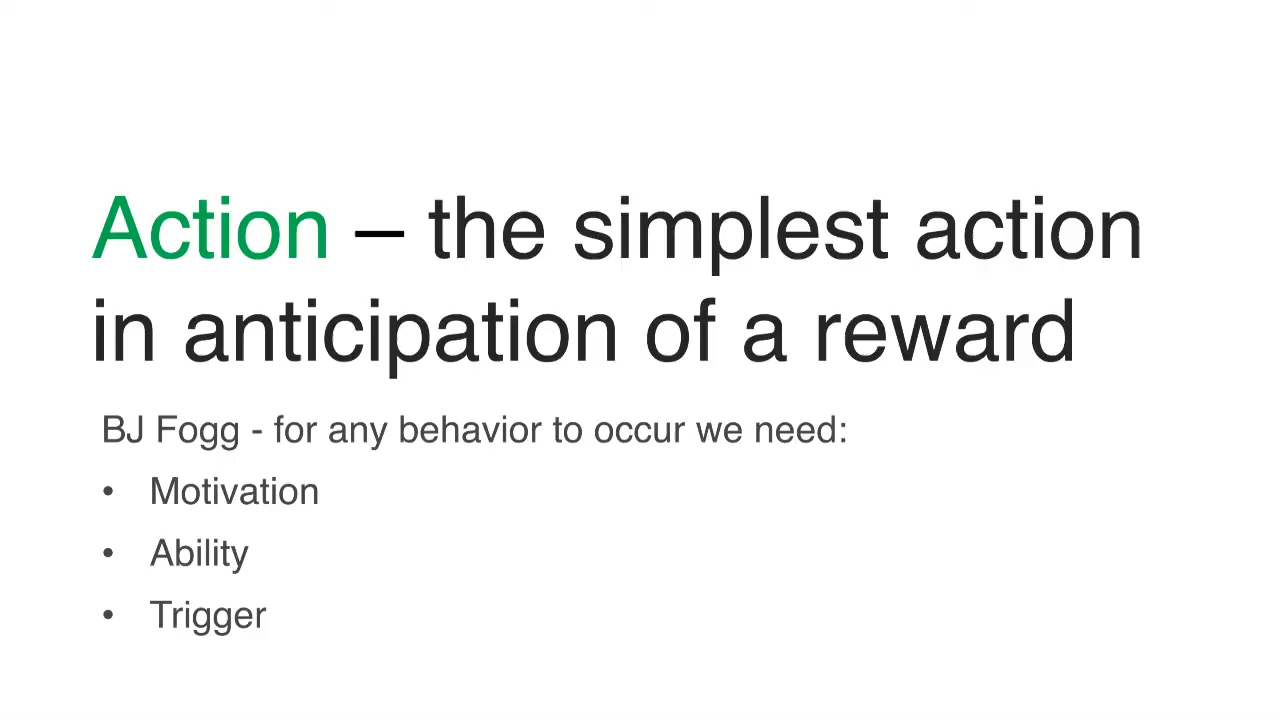 Action – the simplest action
in anticipation of a reward
BJ Fogg - for any behavior to occur we need:
• Motivation
• Ability
• Trigger